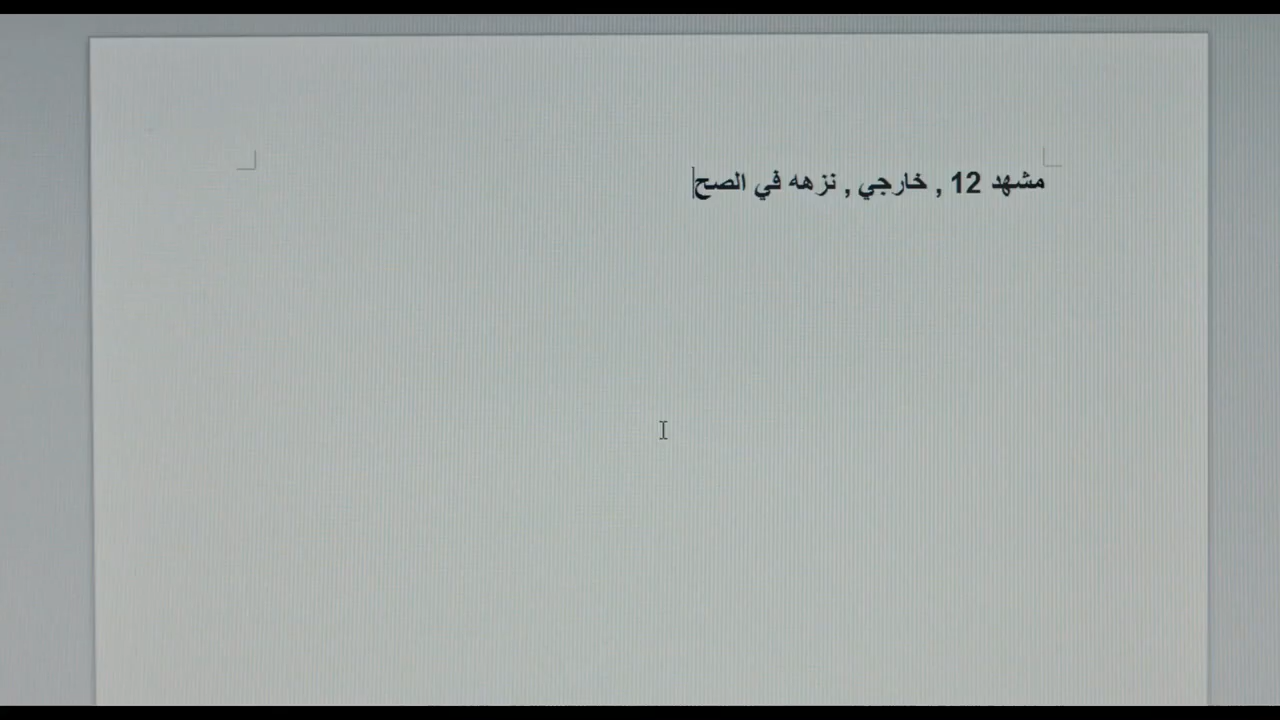 مشهد 12 , خارجي , نزهه في الصح